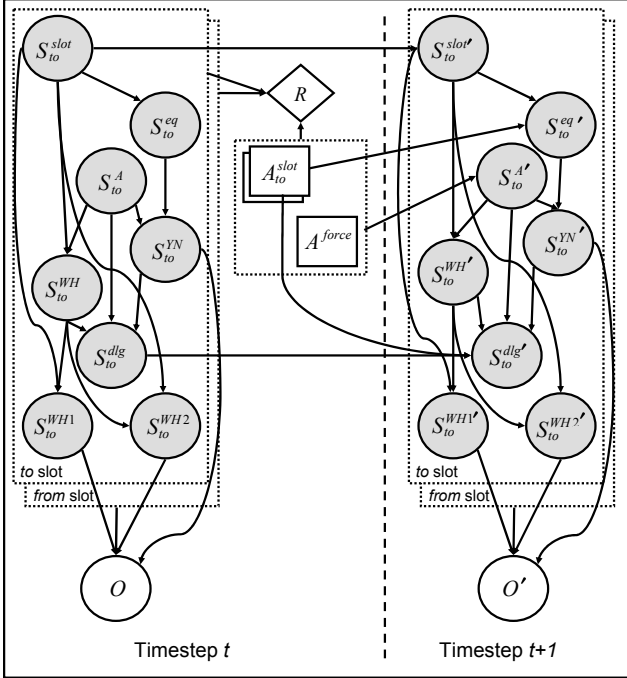 S_to^slot
S_to^eq
S_to^A
S_to^YN
S_to^WH
S_to^dlg
S_to^WH1
S_to^WH2
to slot
from slot
O
Timestep t
R
A_to^slot
A^force
S_to^slot′
S_to^eq′
S_to^A′
S_to^YN′
S_to^WH′
S_to^dlg′
S_to^WH1′
S_to^WH2′
to slot
from slot
O′
Timestep t+1